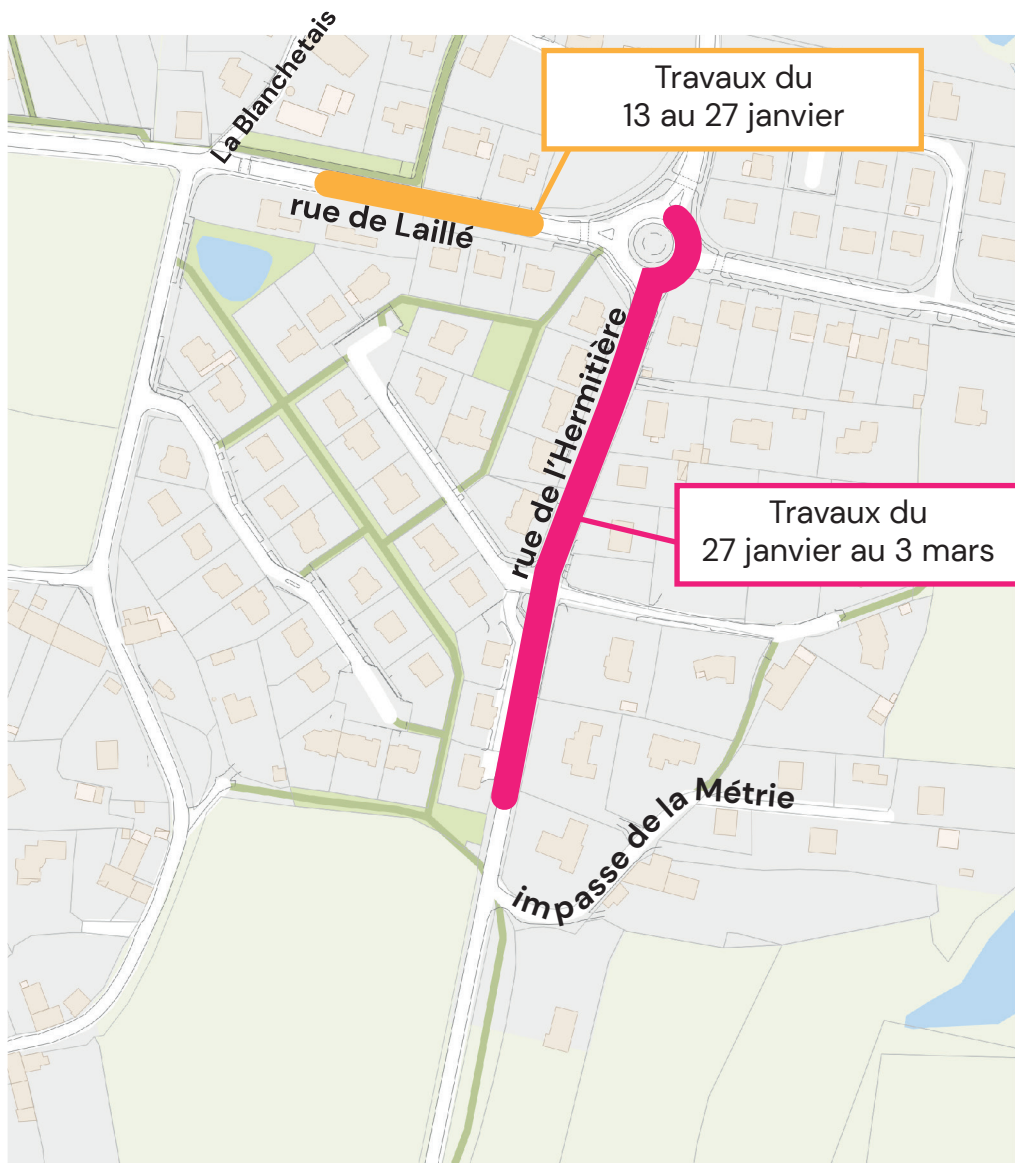 La Blanchetais
Travaux du
13 au 27 janvier
rue de Laillé
rue de l'Hermitière
Travaux du
27 janvier au 3 mars
impasse de la Métrie